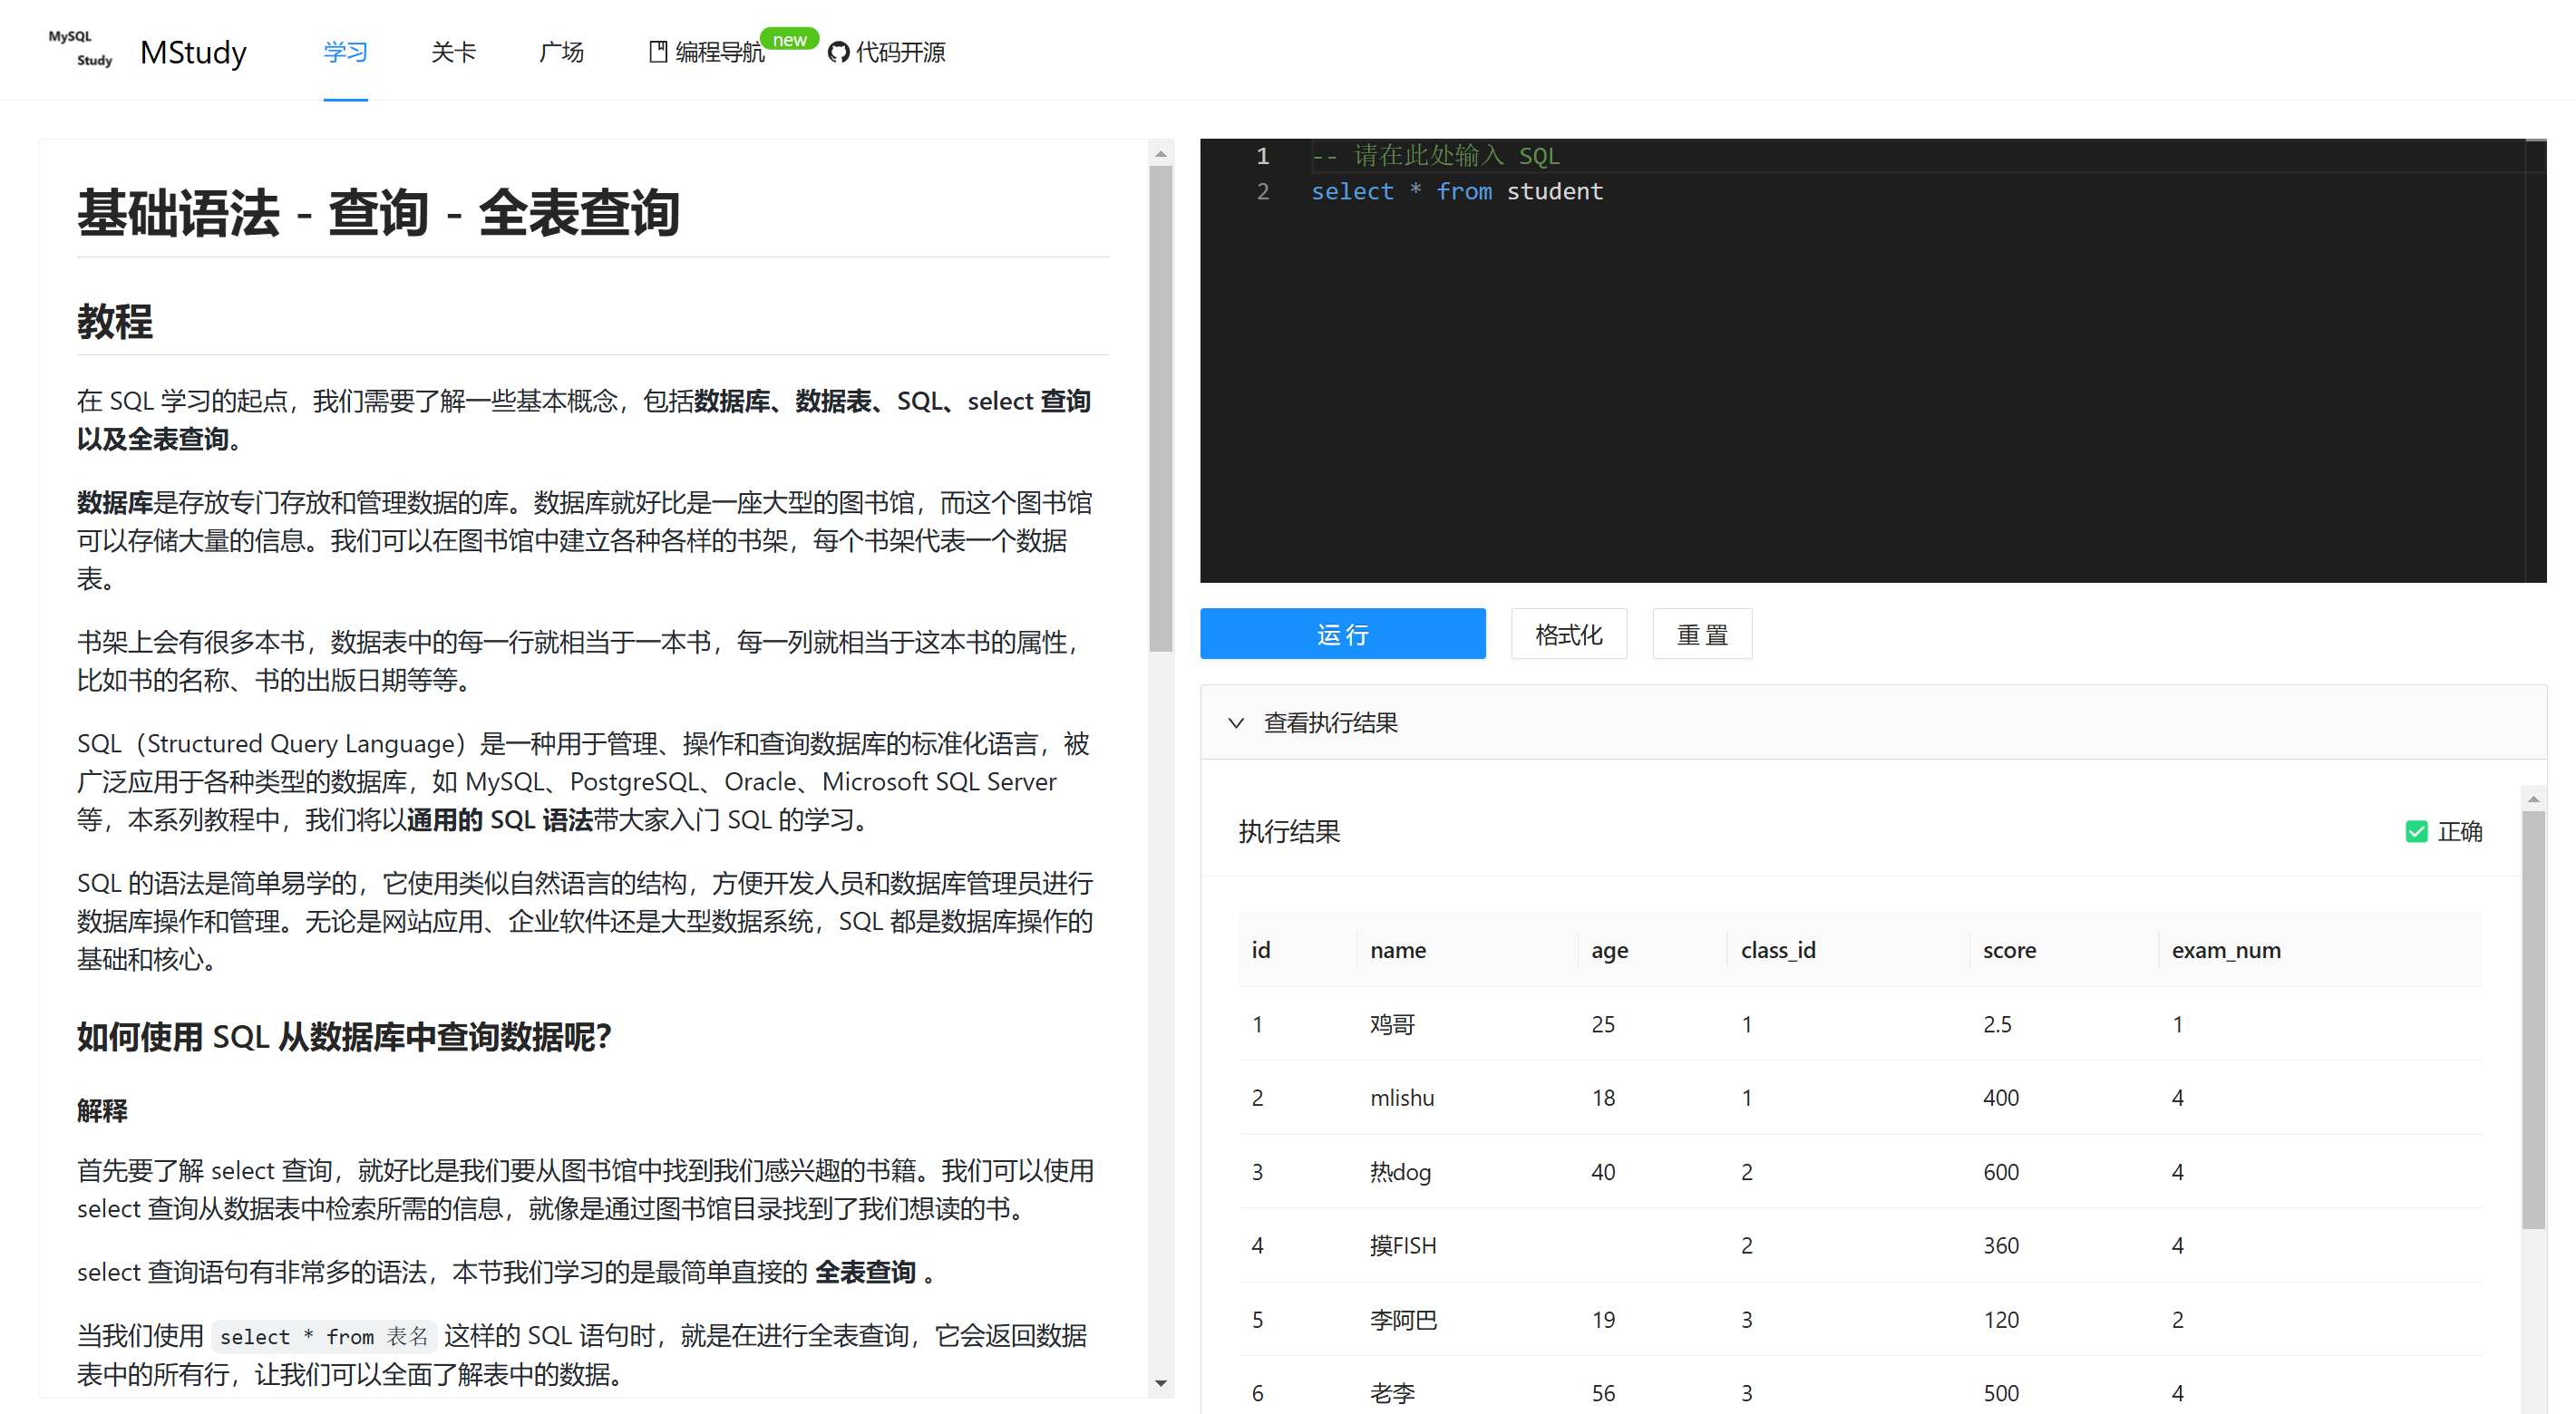 MySQL
Study
MStudy
学习
关卡
广场
编程导航
new
代码开源
基础语法 - 查询 - 全表查询
教程
在 SQL 学习的起点，我们需要了解一些基本概念，包括数据库、数据表、SQL、select 查询
以及全表查询。
数据库是存放专门存放和管理数据的库。数据库就好比是一座大型的图书馆，而这个图书馆
可以存储大量的信息。我们可以在图书馆中建立各种各样的书架，每个书架代表一个数据
表。
书架上会有很多本书，数据表中的每一行就相当于一本书，每一列就相当于这本书的属性，
比如书的名称、书的出版日期等等。
SQL（Structured Query Language）是一种用于管理、操作和查询数据库的标准化语言，被
广泛应用于各种类型的数据库，如 MySQL、PostgreSQL、Oracle、Microsoft SQL Server
等，本系列教程中，我们将以通用的 SQL 语法带大家入门 SQL 的学习。
SQL 的语法是简单易学的，它使用类似自然语言的结构，方便开发人员和数据库管理员进行
数据库操作和管理。无论是网站应用、企业软件还是大型数据系统，SQL 都是数据库操作的
基础和核心。
如何使用 SQL 从数据库中查询数据呢？
解释
首先要了解 select 查询，就好比是我们要从图书馆中找到我们感兴趣的书籍。我们可以使用
select 查询从数据表中检索所需的信息，就像是通过图书馆目录找到了我们想读的书。
select 查询语句有非常多的语法，本节我们学习的是最简单直接的 全表查询 。
当我们使用 select * from 表名 这样的 SQL 语句时，就是在进行全表查询，它会返回数据
表中的所有行，让我们可以全面了解表中的数据。
1 -- 请在此处输入 SQL
2 select * from student
运 行
格式化
重 置
查看执行结果
执行结果
正确
id name age class_id score exam_num
1 鸡哥 25 1 2.5 1
2 mlishu 18 1 400 4
3 热dog 40 2 600 4
4 摸FISH 2 360 4
5 李阿巴 19 3 120 2
6 老李 56 3 500 4